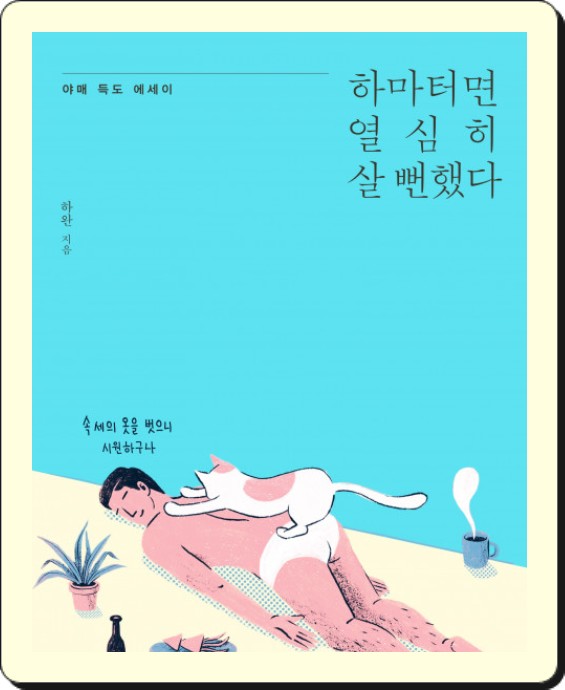 야매 득도 에세이
하마터면
열심히
살 뻔했다
하완 지음
속세의 옷을 벗으니
시원하구나